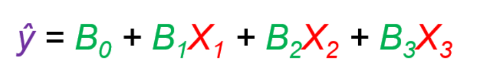 ŷ = B₀ + B₁X₁ + B₂X₂ + B₃X₃